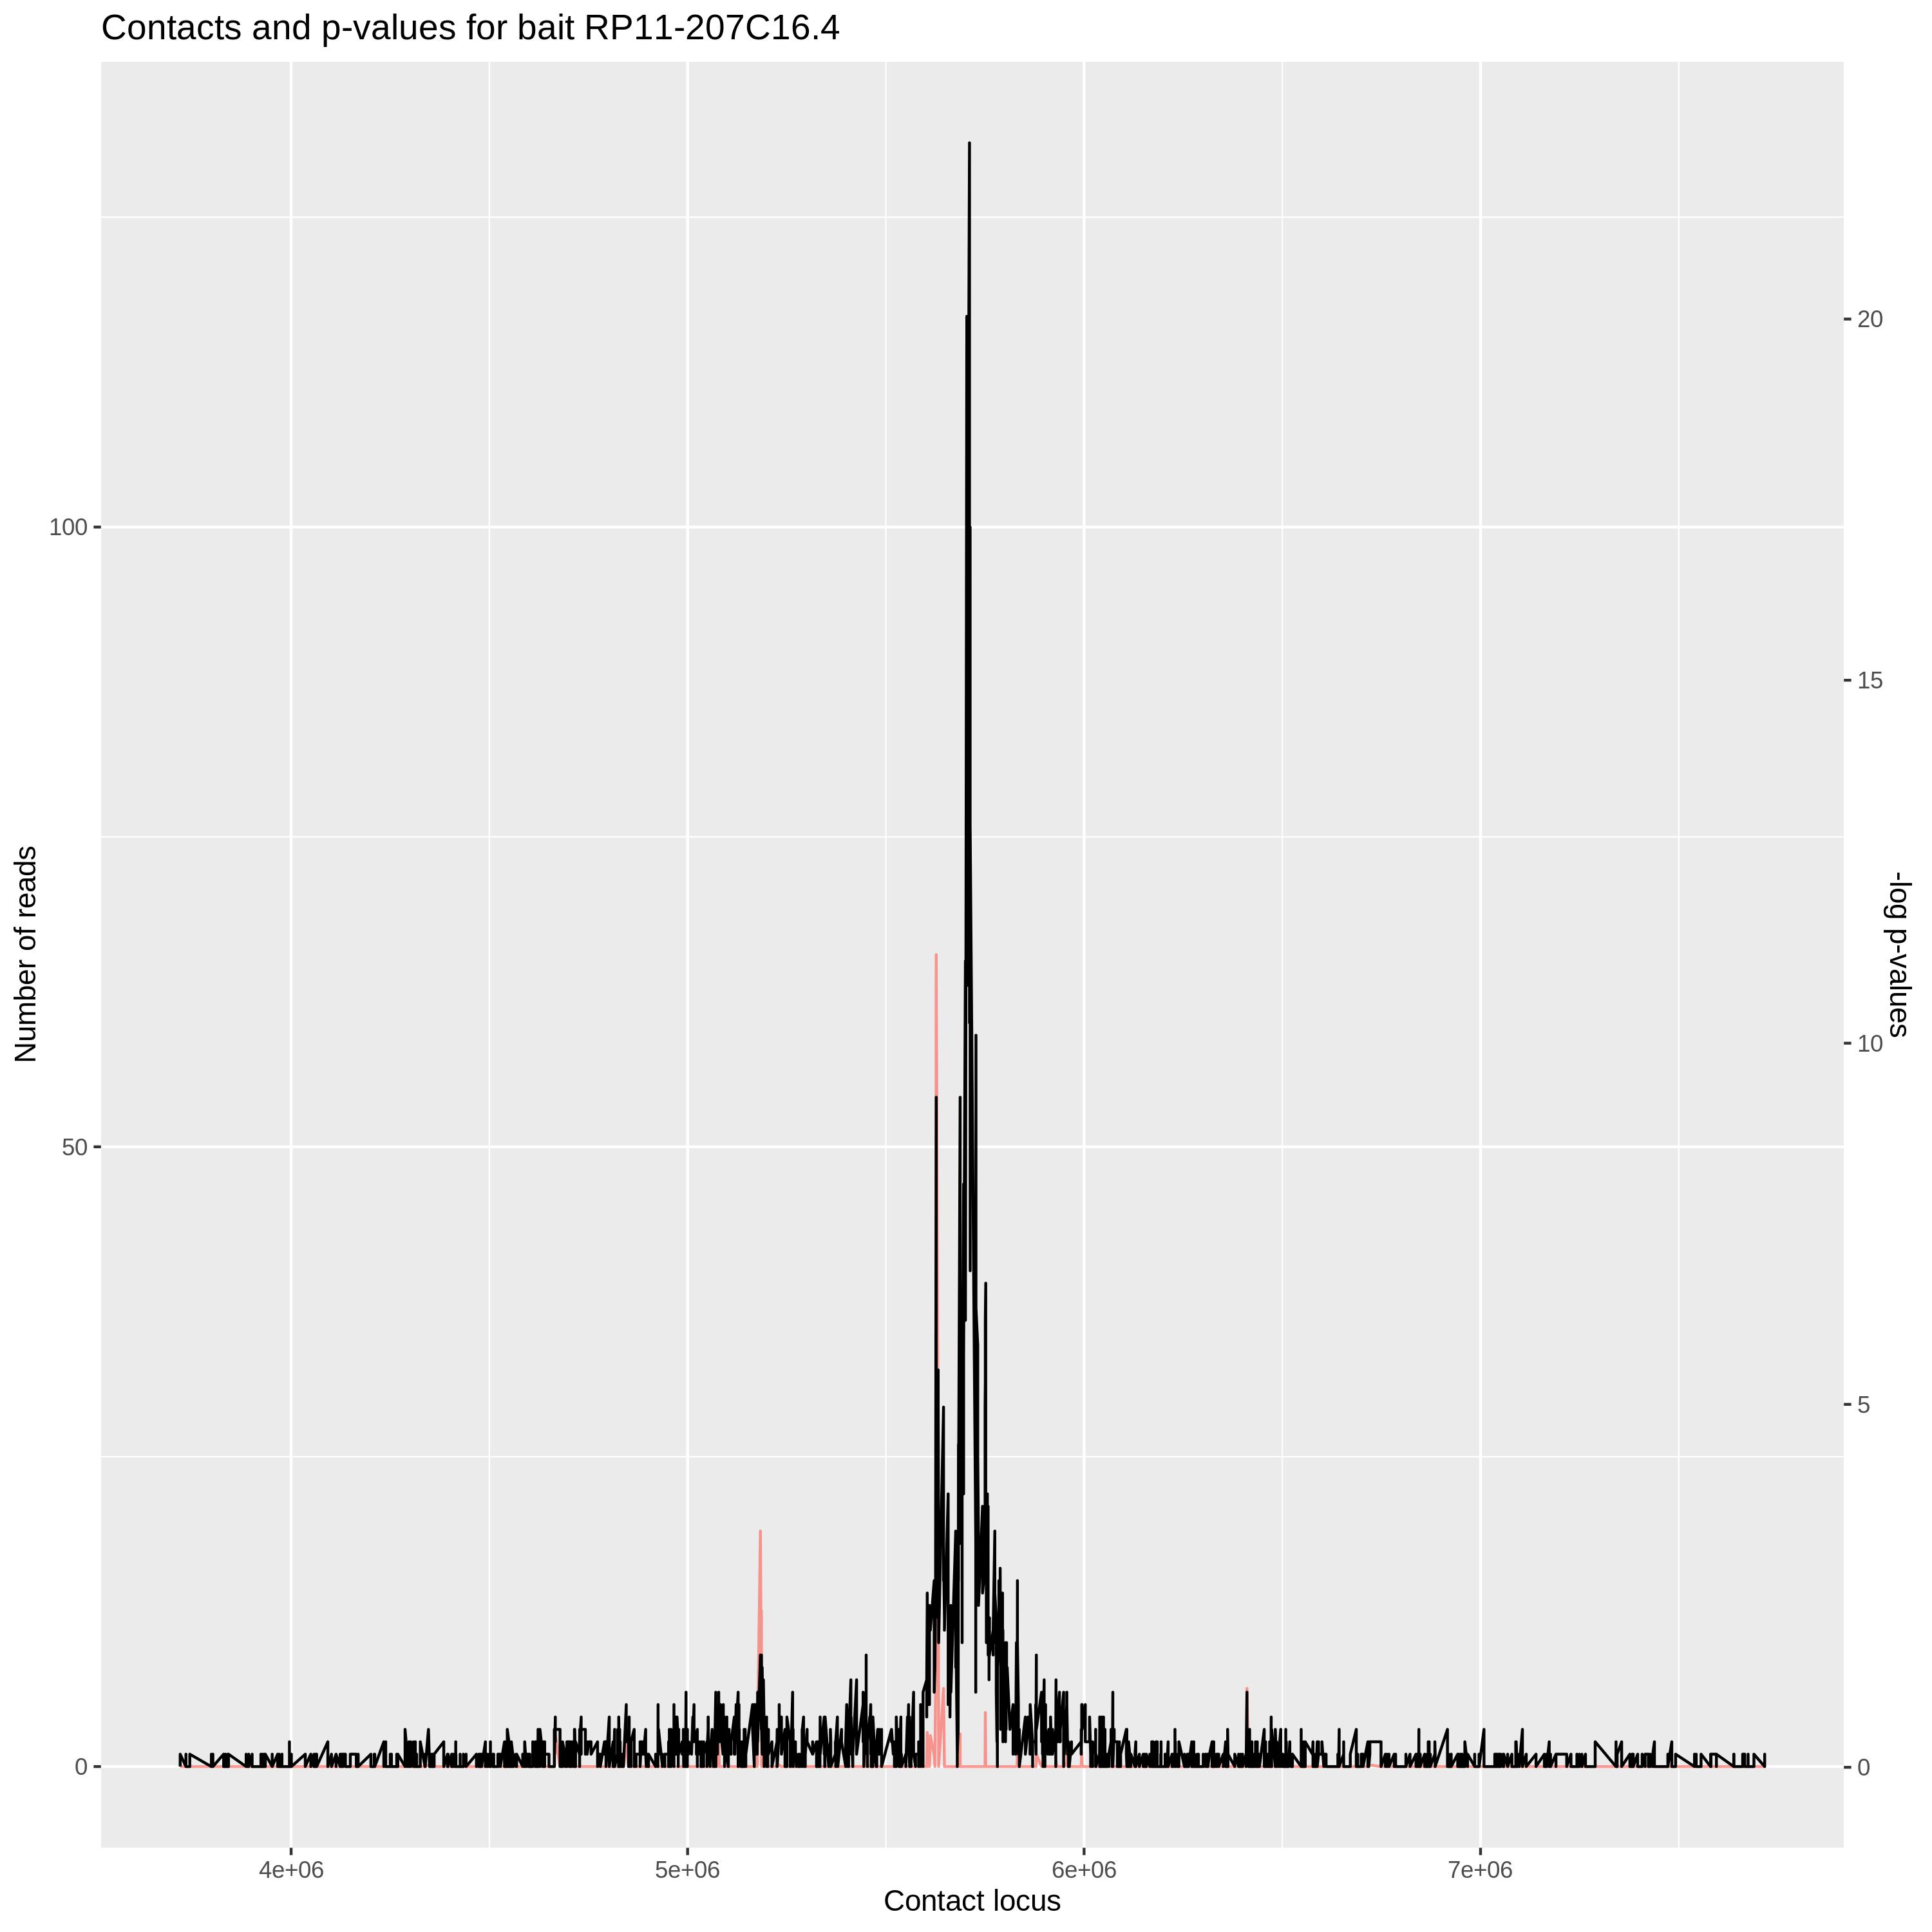 Contacts and p-values for bait RP11-207C16.4
Number of reads
100
50
0
20
15
10
5
0
-log p-values
4e+06
5e+06
6e+06
7e+06
Contact locus